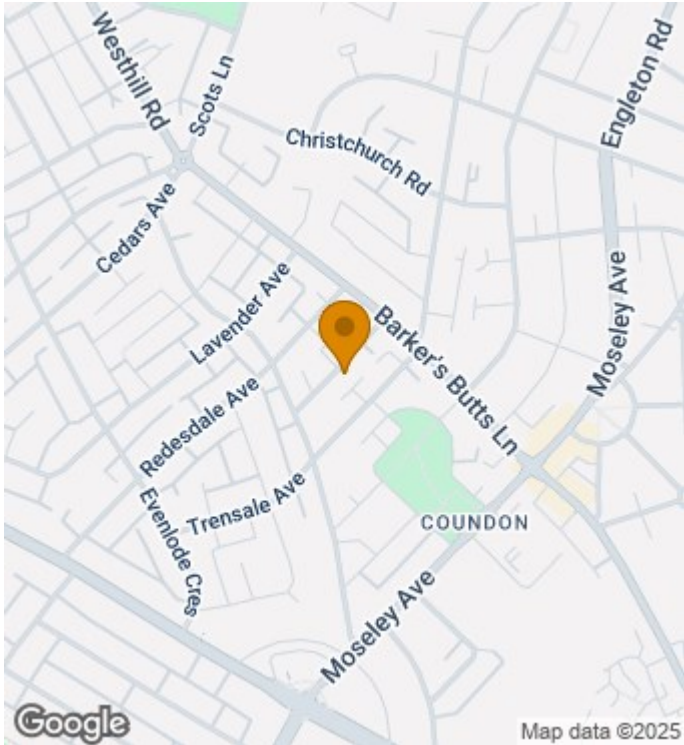 Westhill Rd
Scots Ln
Engleton Rd
Christchurch Rd
Cedars Ave
Lavender Ave
Moseley Ave
Barker's Butts Ln
Redesdale Ave
Trensale Ave
Evenlode Cres
COUNDON
Moseley Ave
Google
Map data ©2025